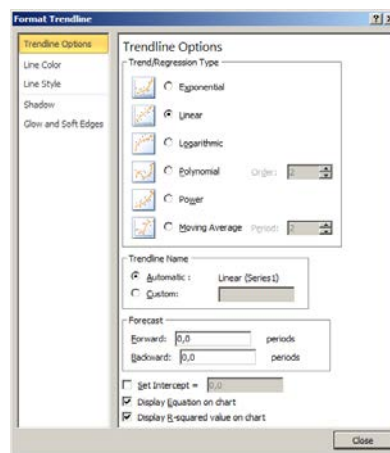 Format Trendline
Trendline Options
Line Color
Line Style
Shadow
Glow and Soft Edges
Trendline Options
Trend/Regression Type
Exponential
Linear
Logarithmic
Polynomial Order: 2
Power
Moving Average Period: 2
Trendline Name
Automatic : Linear (Series1)
Custom:
Forecast
Forward: 0,0 periods
Backward: 0,0 periods
Set Intercept = 0,0
Display Equation on chart
Display R-squared value on chart
Close